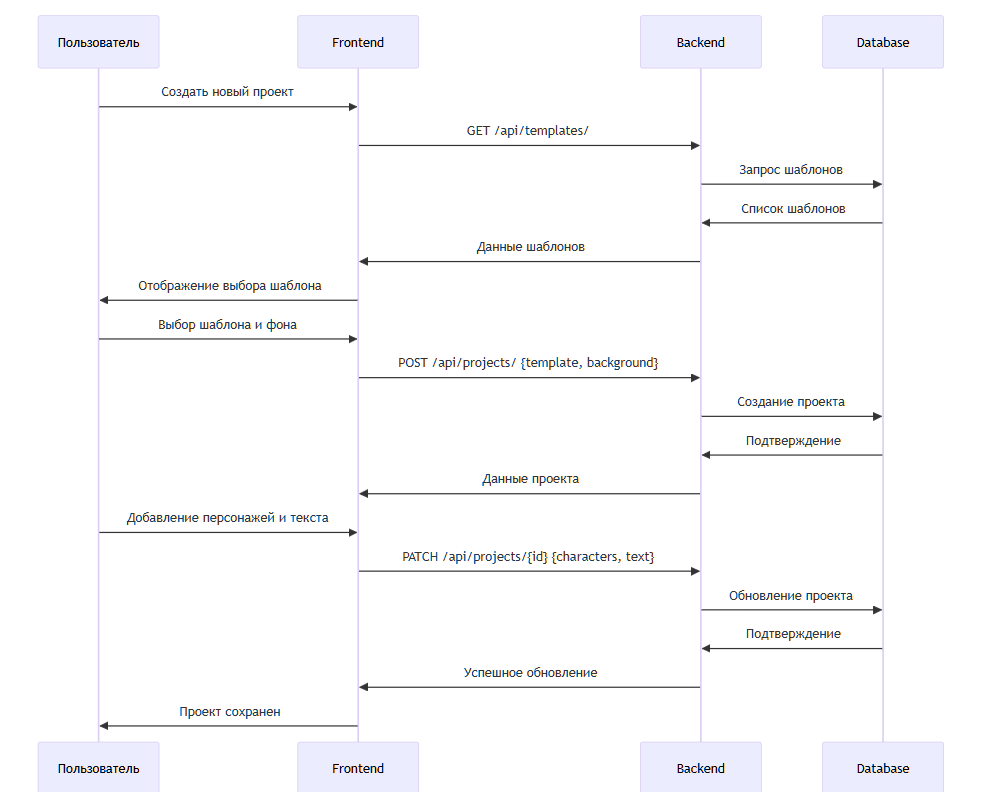 Пользователь
Frontend
Backend
Database
Создать новый проект
GET /api/templates/
Запрос шаблонов
Список шаблонов
Данные шаблонов
Отображение выбора шаблона
Выбор шаблона и фона
POST /api/projects/ {template, background}
Создание проекта
Подтверждение
Данные проекта
Добавление персонажей и текста
PATCH /api/projects/{id} {characters, text}
Обновление проекта
Подтверждение
Успешное обновление
Проект сохранен
Пользователь
Frontend
Backend
Database